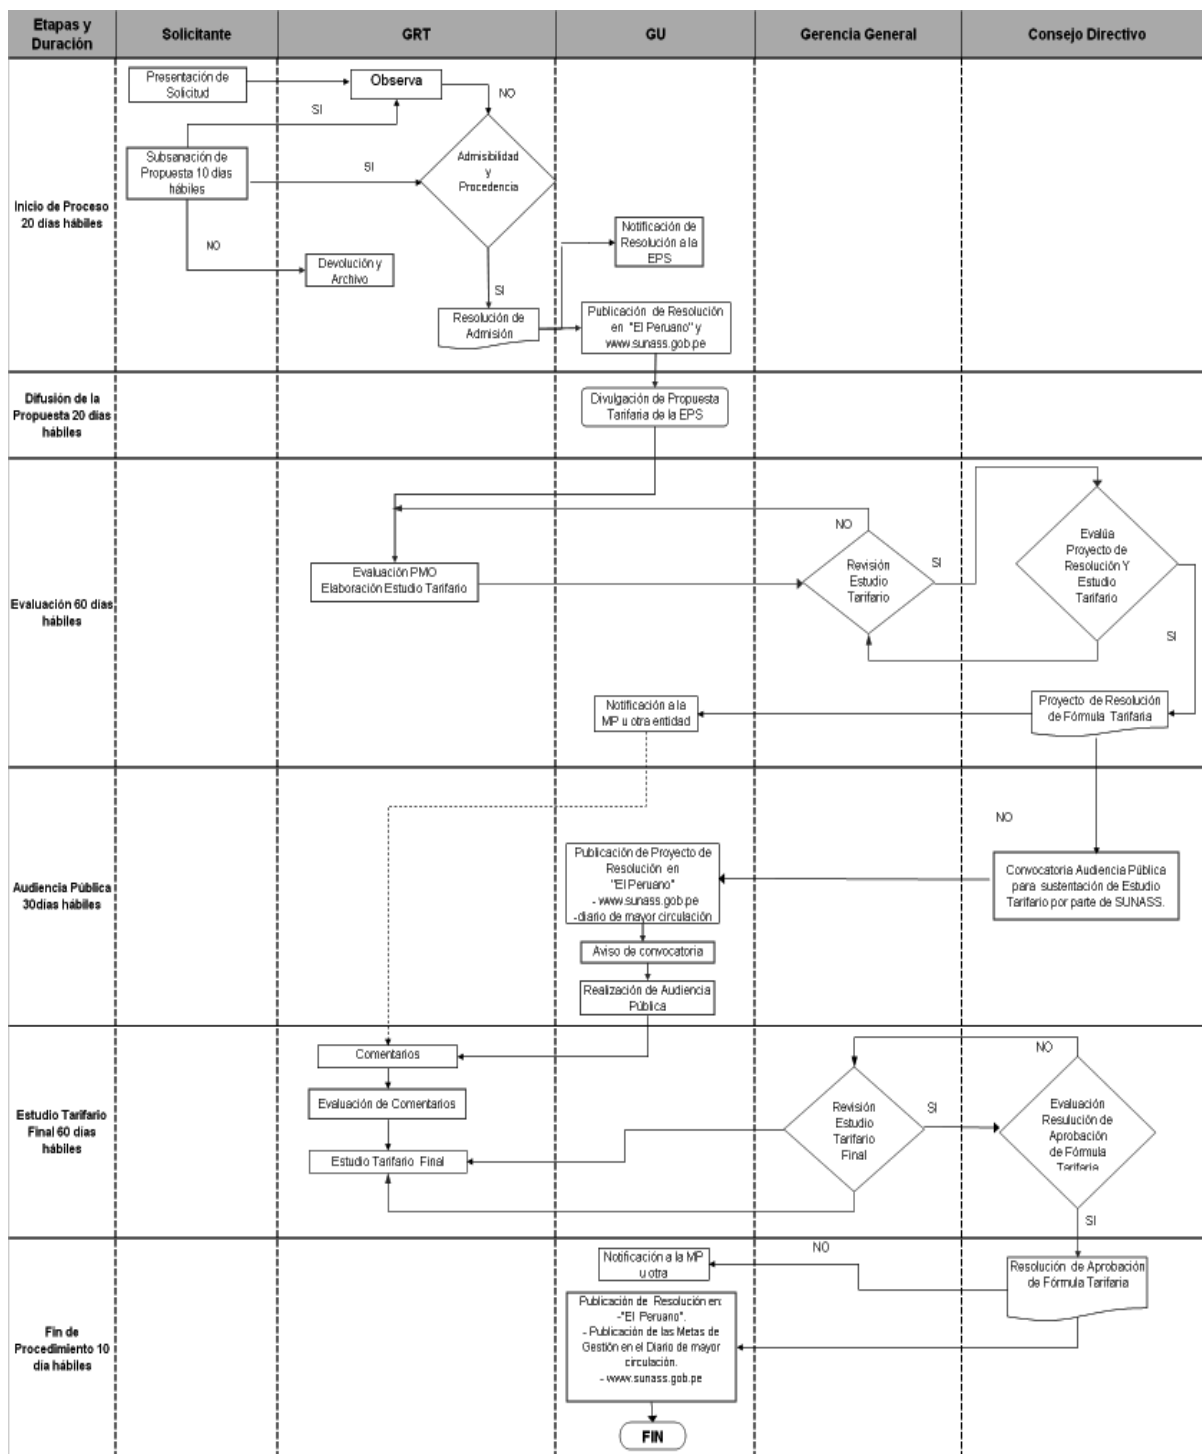 Etapas y
Duración
Solicitante
GRT
GU
Gerencia General
Consejo Directivo
Inicio de Proceso
20 días hábiles
Presentación de
Solicitud
Observa
NO
SI
Subsanación de
Propuesta 10 días
hábiles
SI
Admisibilidad
y
Procedencia
NO
Devolución y
Archivo
SI
Resolución de
Admisión
Notificación de
Resolución a la
EPS
Publicación de Resolución
en "El Peruano" y
www.sunass.gob.pe
Difusión de la
Propuesta 20 días
hábiles
Divulgación de Propuesta
Tarifaria de la EPS
Evaluación 60 días
hábiles
Evaluación PMO
Elaboración Estudio Tarifario
NO
Revisión
Estudio
Tarifario
SI
Evalúa
Proyecto de
Resolución Y
Estudio
Tarifario
SI
Notificación a la
MP u otra entidad
Proyecto de Resolución
de Fórmula Tarifaria
Audiencia Pública
30días hábiles
NO
Publicación de Proyecto de
Resolución en
"El Peruano"
- www.sunass.gob.pe
-diario de mayor circulación
Convocatoria Audiencia Pública
para sustentación de Estudio
Tarifario por parte de SUNASS.
Aviso de convocatoria
Realización de Audiencia
Pública
Estudio Tarifario
Final 60 días
hábiles
Comentarios
Evaluación de Comentarios
Estudio Tarifario Final
Revisión
Estudio
Tarifario
Final
SI
NO
Evaluación
Resulución de
Aprobación
de Fórmula
Tarifaria
SI
Fin de
Procedimiento 10
día hábiles
NO
Notificación a la MP
u otra
Resolución de Aprobación
de Fórmula Tarifaria
Publicación de Resolución en:
-"El Peruano".
- Publicación de las Metas de
Gestión en el Diario de mayor
circulación.
- www.sunass.gob.pe
FIN